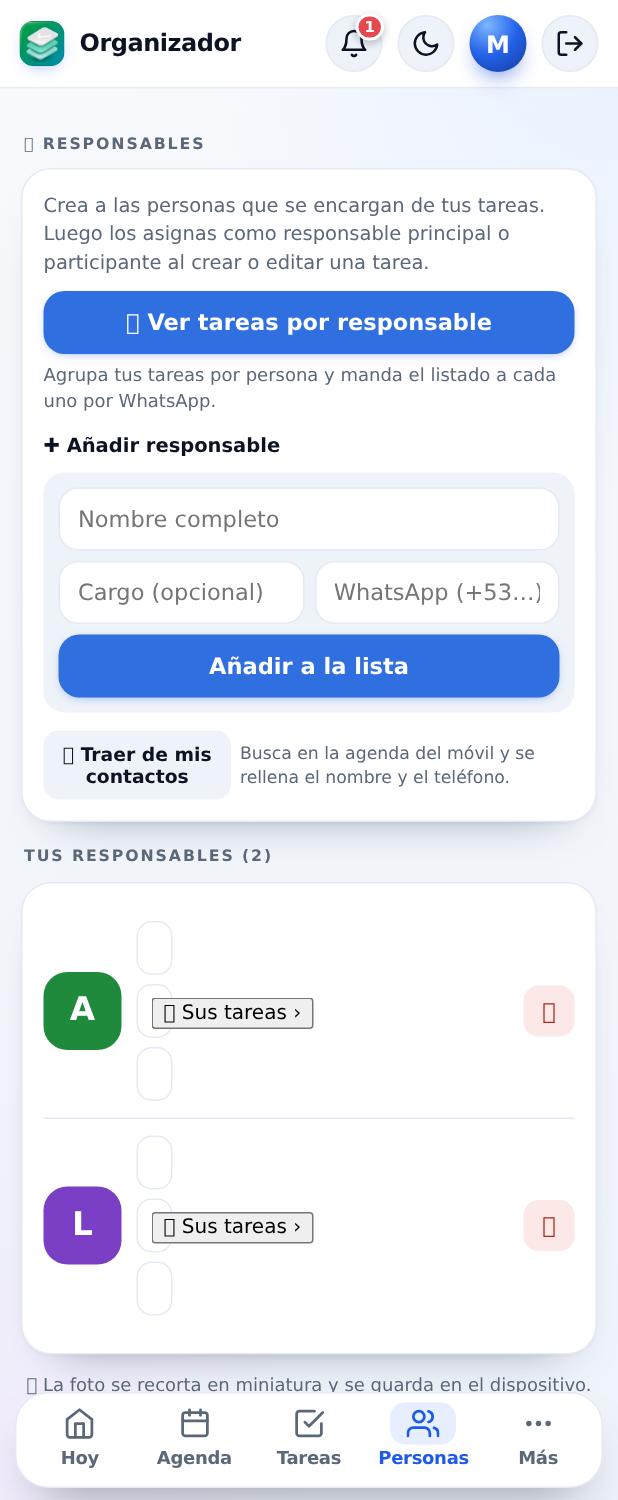 Organizador
1
M
RESPONSABLES
Crea a las personas que se encargan de tus tareas.
Luego los asignas como responsable principal o
participante al crear o editar una tarea.
Ver tareas por responsable
Agrupa tus tareas por persona y manda el listado a cada
uno por WhatsApp.
+ Añadir responsable
Nombre completo
Cargo (opcional)
WhatsApp (+53...)
Añadir a la lista
Traer de mis
contactos
Busca en la agenda del móvil y se
rellena el nombre y el teléfono.
TUS RESPONSABLES (2)
A
Sus tareas ›
L
Sus tareas ›
La foto se recorta en miniatura y se guarda en el dispositivo.
Hoy
Agenda
Tareas
Personas
Más